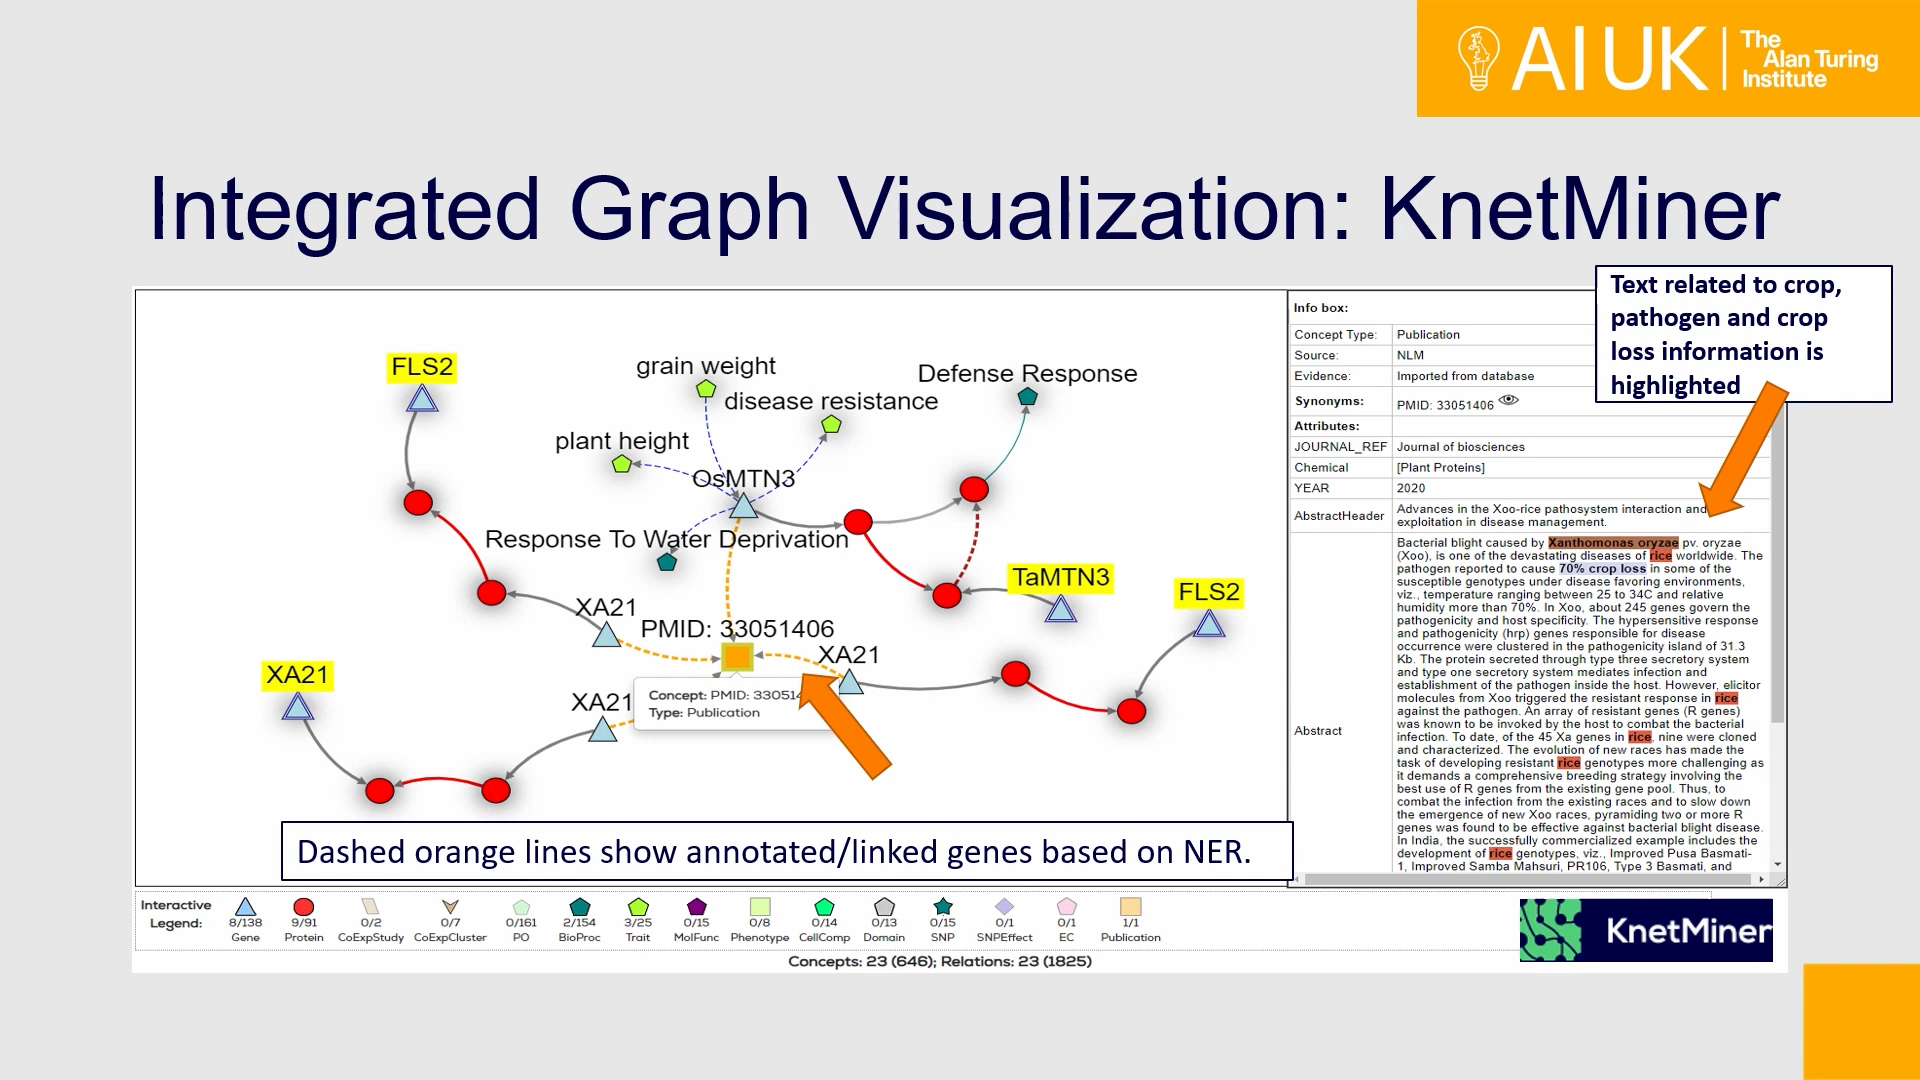 AI UK
The
Alan Turing
Institute
Integrated Graph Visualization: KnetMiner
Text related to crop,
pathogen and crop
loss information is
highlighted
FLS2
grain weight
Defense Response
disease resistance
plant height
OsMTN3
Response To Water Deprivation
TaMTN3
FLS2
XA21
PMID: 33051406
XA21
XA21
XA21
Concept: PMID: 33051
Type: Publication
Dashed orange lines show annotated/linked genes based on NER.
Info box:
Concept Type: Publication
Source: NLM
Evidence: Imported from database
Synonyms: PMID: 33051406
Attributes:
JOURNAL_REF Journal of biosciences
Chemical [Plant Proteins]
YEAR 2020
AbstractHeader Advances in the Xoo-rice pathosystem interaction and
exploitation in disease management.
Abstract
Bacterial blight caused by Xanthomonas oryzae pv. oryzae
(Xoo), is one of the devastating diseases of rice worldwide. The
pathogen reported to cause 70% crop loss in some of the
susceptible genotypes under disease favoring environments,
viz., temperature ranging between 25 to 34C and relative
humidity more than 70%. In Xoo, about 245 genes govern the
pathogenicity and host specificity. The hypersensitive response
and pathogenicity (hrp) genes responsible for disease
occurrence were clustered in the pathogenicity island of 31.3
Kb. The protein secreted through type three secretory system
and type one secretory system mediates infection and
establishment of the pathogen inside the host. However, elicitor
molecules from Xoo triggered the resistant response in rice
against the pathogen. An array of resistant genes (R genes)
was known to be invoked by the host to combat the bacterial
infection. To date, of the 45 Xa genes in rice, nine were cloned
and characterized. The evolution of new races has made the
task of developing resistant rice genotypes more challenging as
it demands a comprehensive breeding strategy involving the
best use of R genes from the existing gene pool. Thus, to
combat the infection from the existing races and to slow down
the emergence of new Xoo races, pyramiding two or more R
genes was found to be effective against bacterial blight disease.
In India, the successfully commercialized example includes the
development of rice genotypes, viz., Improved Pusa Basmati-
1, Improved Samba Mahsuri, PR106, Type 3 Basmati, and
Interactive
Legend:
8/138 9/91 0/2 0/7 0/161 2/154 3/25 0/15 0/8 0/14 0/13 0/15 0/1 0/1 1/1
Gene Protein CoExpStudy CoExpCluster PO BioProc Trait MolFunc Phenotype CellComp Domain SNP SNPEffect EC Publication
Concepts: 23 (646); Relations: 23 (1825)
KnetMiner